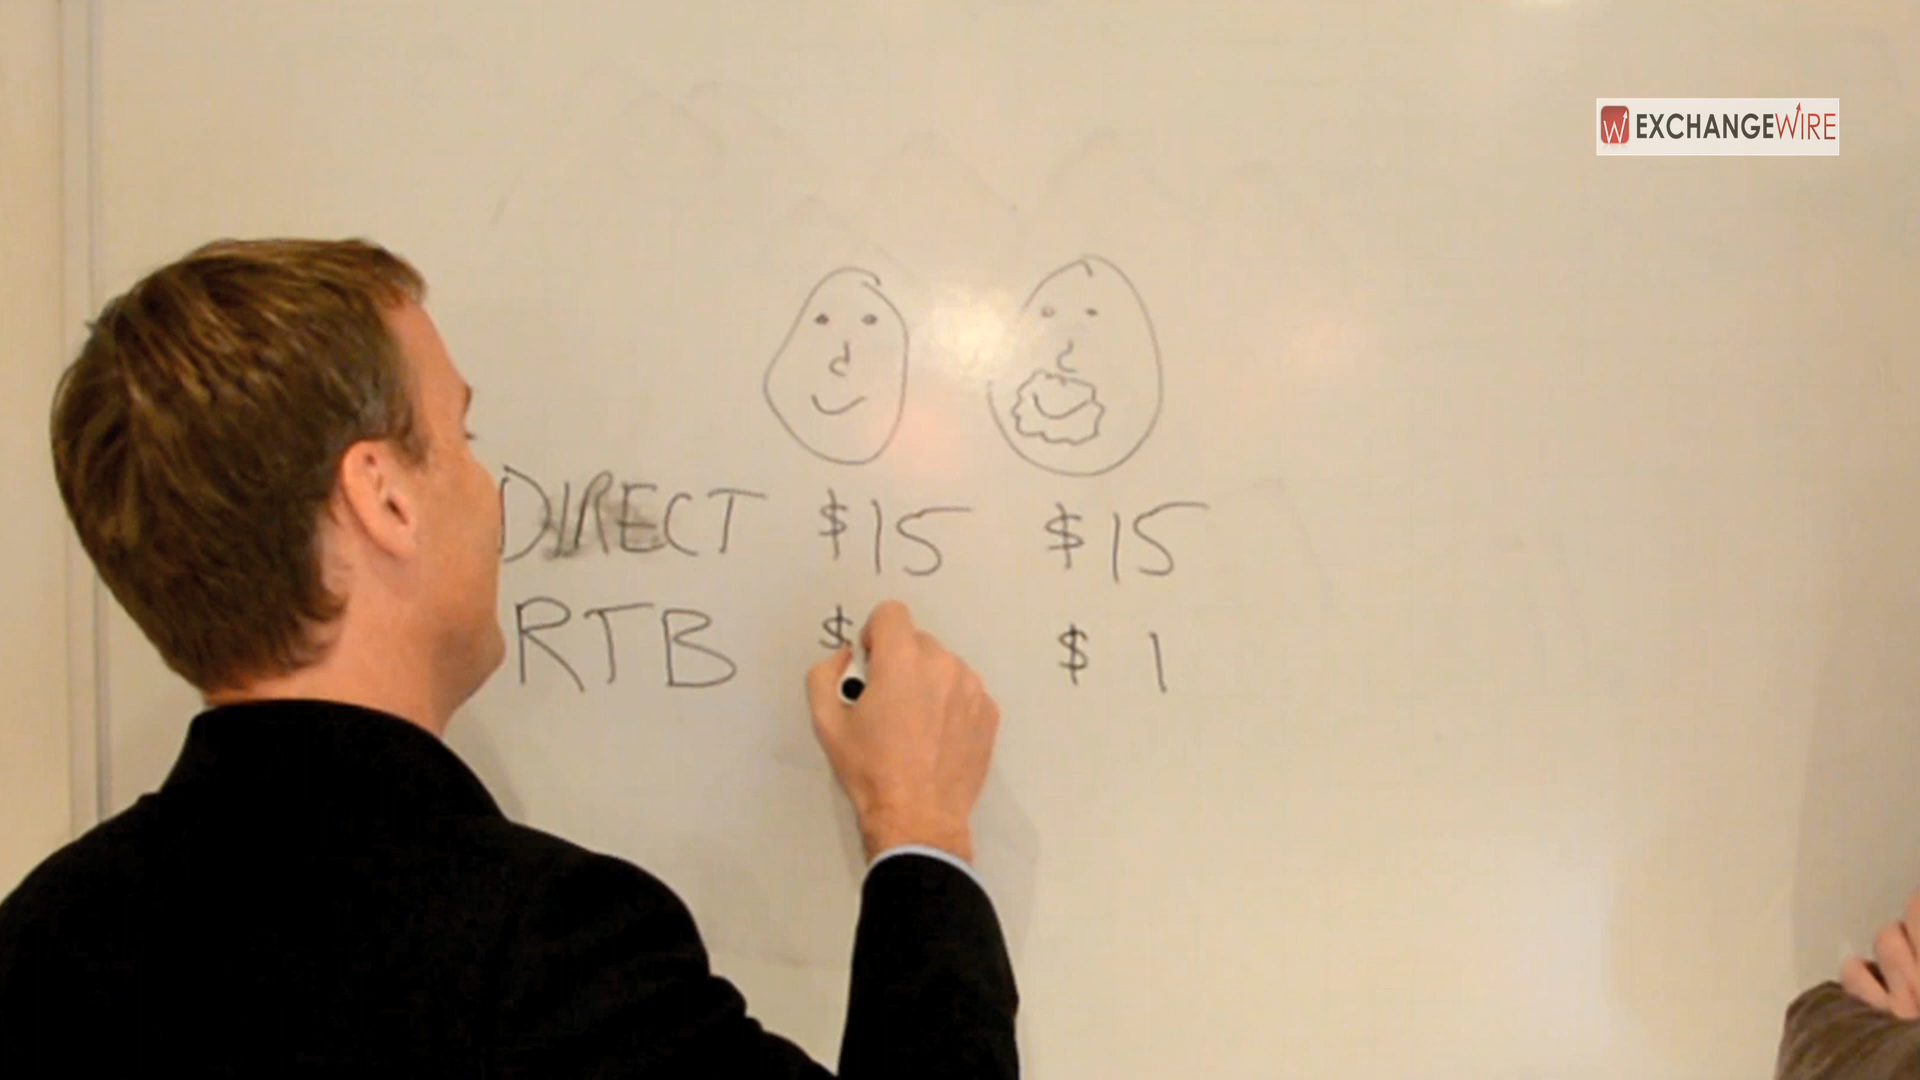 W EXCHANGEWIRE
DIRECT $15 $15
RTB $ $ 1